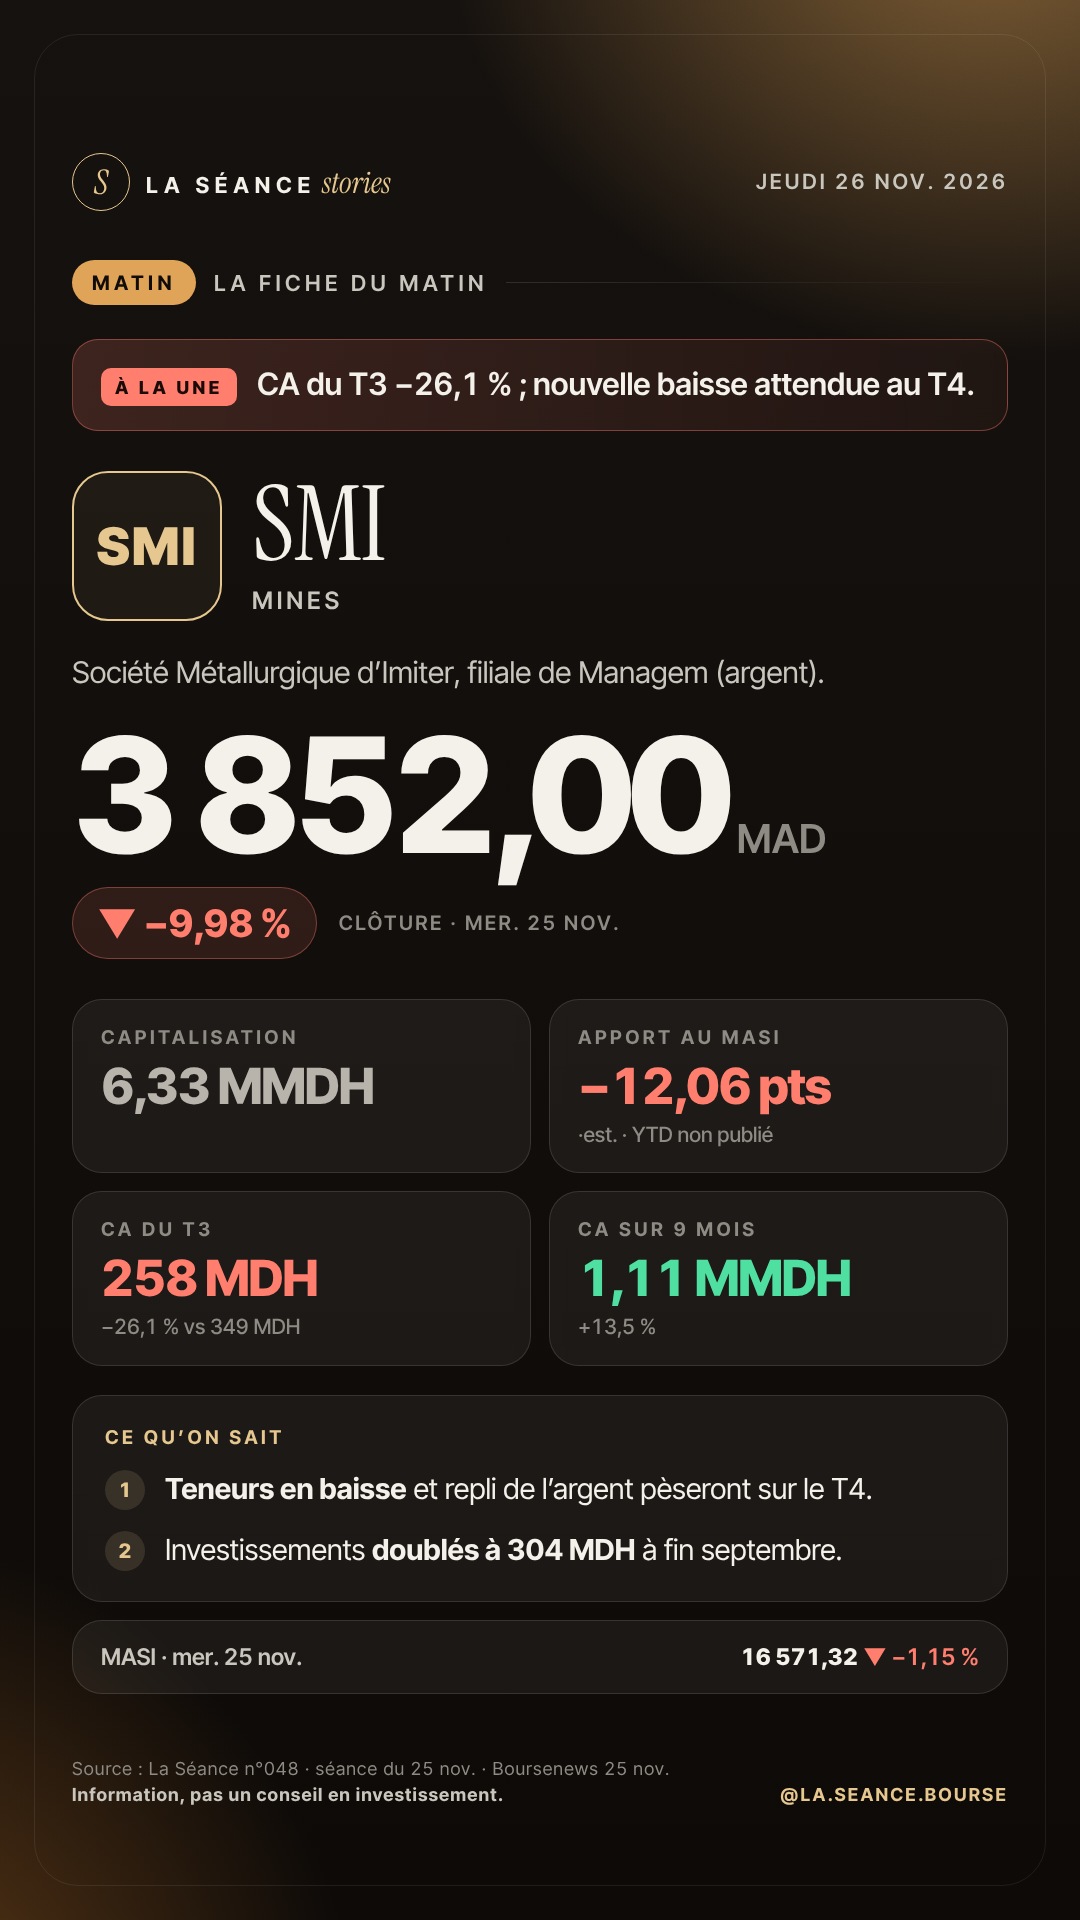 S LA SÉANCE stories
JEUDI 26 NOV. 2026
MATIN LA FICHE DU MATIN
À LA UNE CA du T3 −26,1 % ; nouvelle baisse attendue au T4.
SMI
SMI
MINES
Société Métallurgique d’Imiter, filiale de Managem (argent).
3 852,00 MAD
▼ −9,98 % CLÔTURE · MER. 25 NOV.
CAPITALISATION
6,33 MMDH
APPORT AU MASI
−12,06 pts
·est. · YTD non publié
CA DU T3
258 MDH
−26,1 % vs 349 MDH
CA SUR 9 MOIS
1,11 MMDH
+13,5 %
CE QU’ON SAIT
1 Teneurs en baisse et repli de l’argent pèseront sur le T4.
2 Investissements doublés à 304 MDH à fin septembre.
MASI · mer. 25 nov. 16 571,32 ▼ −1,15 %
Source : La Séance n°048 · séance du 25 nov. · Boursenews 25 nov.
Information, pas un conseil en investissement.
@LA.SEANCE.BOURSE